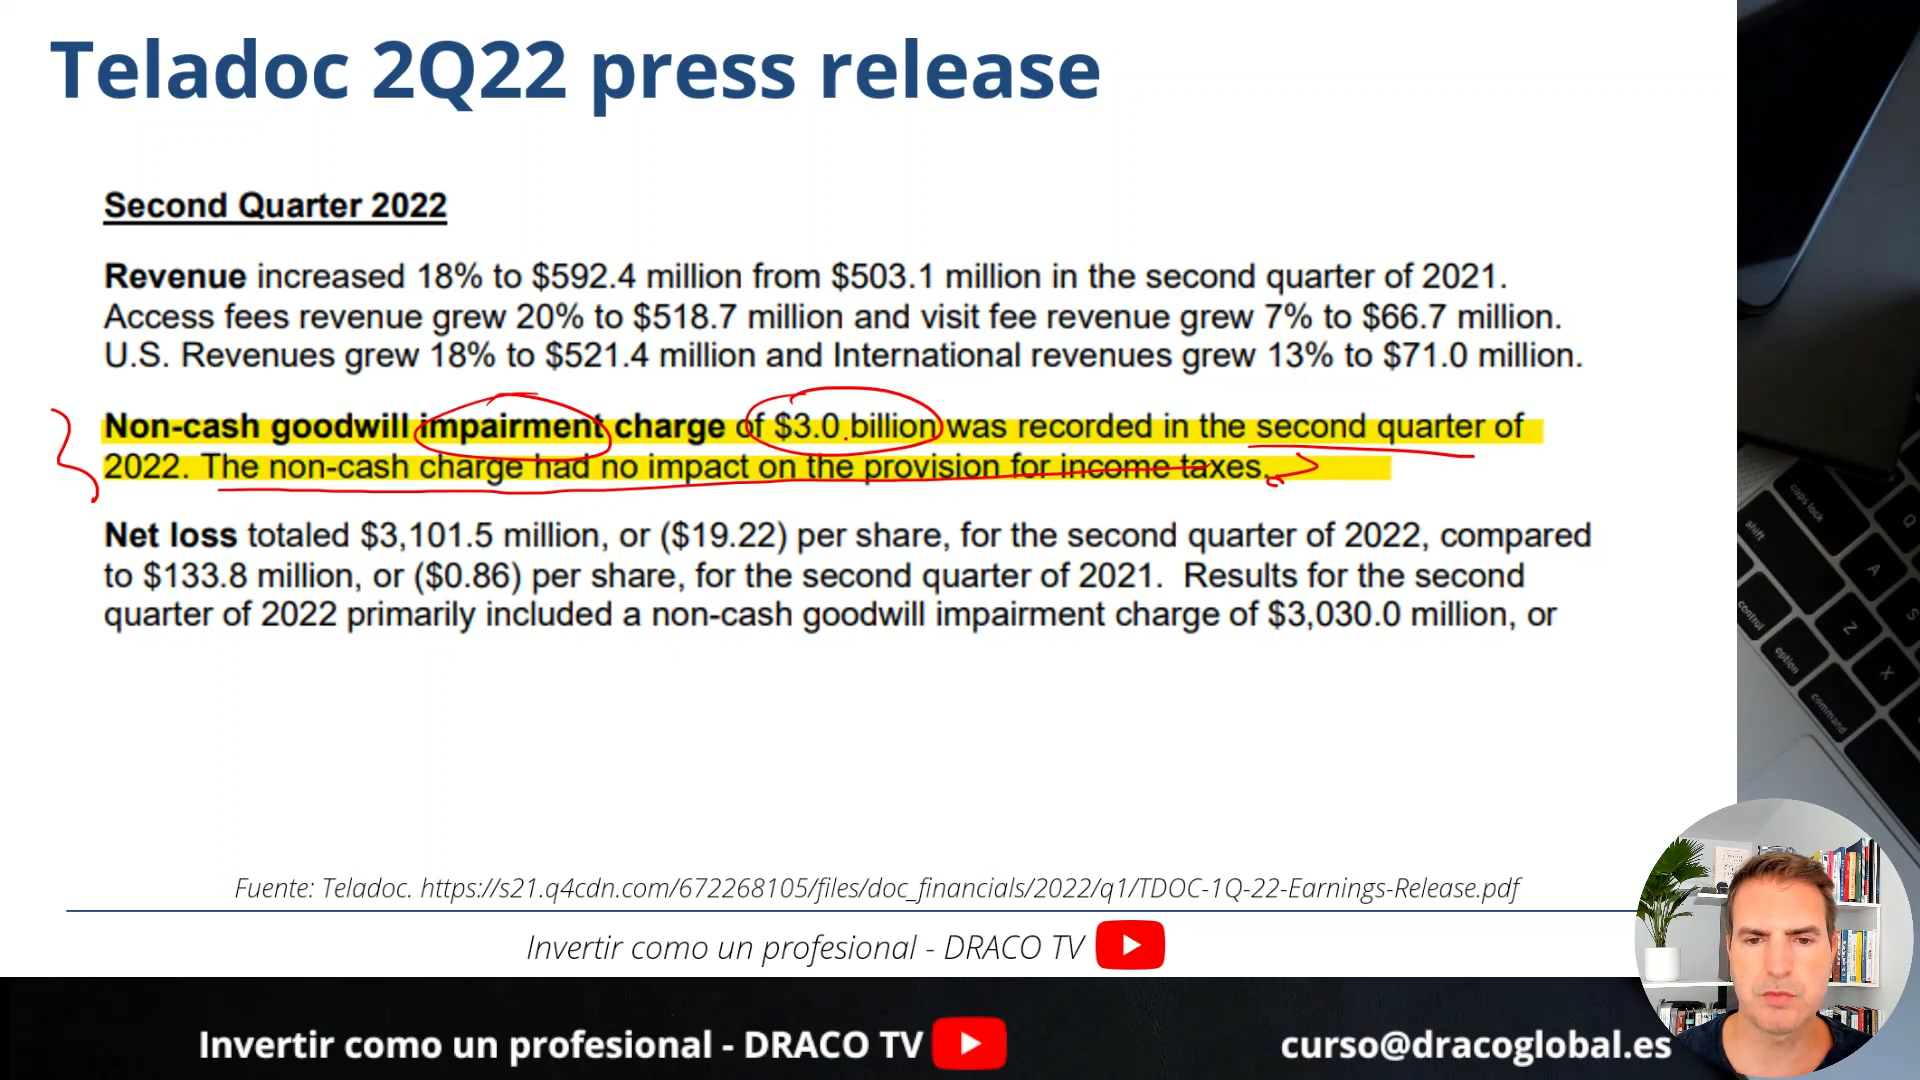 Teladoc 2Q22 press release
Second Quarter 2022
Revenue increased 18% to $592.4 million from $503.1 million in the second quarter of 2021.
Access fees revenue grew 20% to $518.7 million and visit fee revenue grew 7% to $66.7 million.
U.S. Revenues grew 18% to $521.4 million and International revenues grew 13% to $71.0 million.
Non-cash goodwill impairment charge of $3.0 billion was recorded in the second quarter of
2022. The non-cash charge had no impact on the provision for income taxes.
Net loss totaled $3,101.5 million, or ($19.22) per share, for the second quarter of 2022, compared
to $133.8 million, or ($0.86) per share, for the second quarter of 2021. Results for the second
quarter of 2022 primarily included a non-cash goodwill impairment charge of $3,030.0 million, or
Fuente: Teladoc. https://s21.q4cdn.com/672268105/files/doc_financials/2022/q1/TDOC-1Q-22-Earnings-Release.pdf
Invertir como un profesional - DRACO TV
Invertir como un profesional - DRACO TV
curso@dracoglobal.es
caps lock
shift
control
option
command
Q
A
Z
S
X